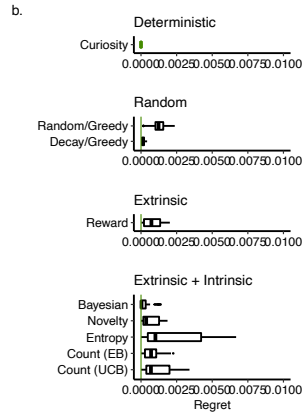 b.
Deterministic
Curiosity
0.0000 0.0025 0.0050 0.0075 0.0100
Random
Random/Greedy
Decay/Greedy
0.0000 0.0025 0.0050 0.0075 0.0100
Extrinsic
Reward
0.0000 0.0025 0.0050 0.0075 0.0100
Extrinsic + Intrinsic
Bayesian
Novelty
Entropy
Count (EB)
Count (UCB)
0.0000 0.0025 0.0050 0.0075 0.0100
Regret